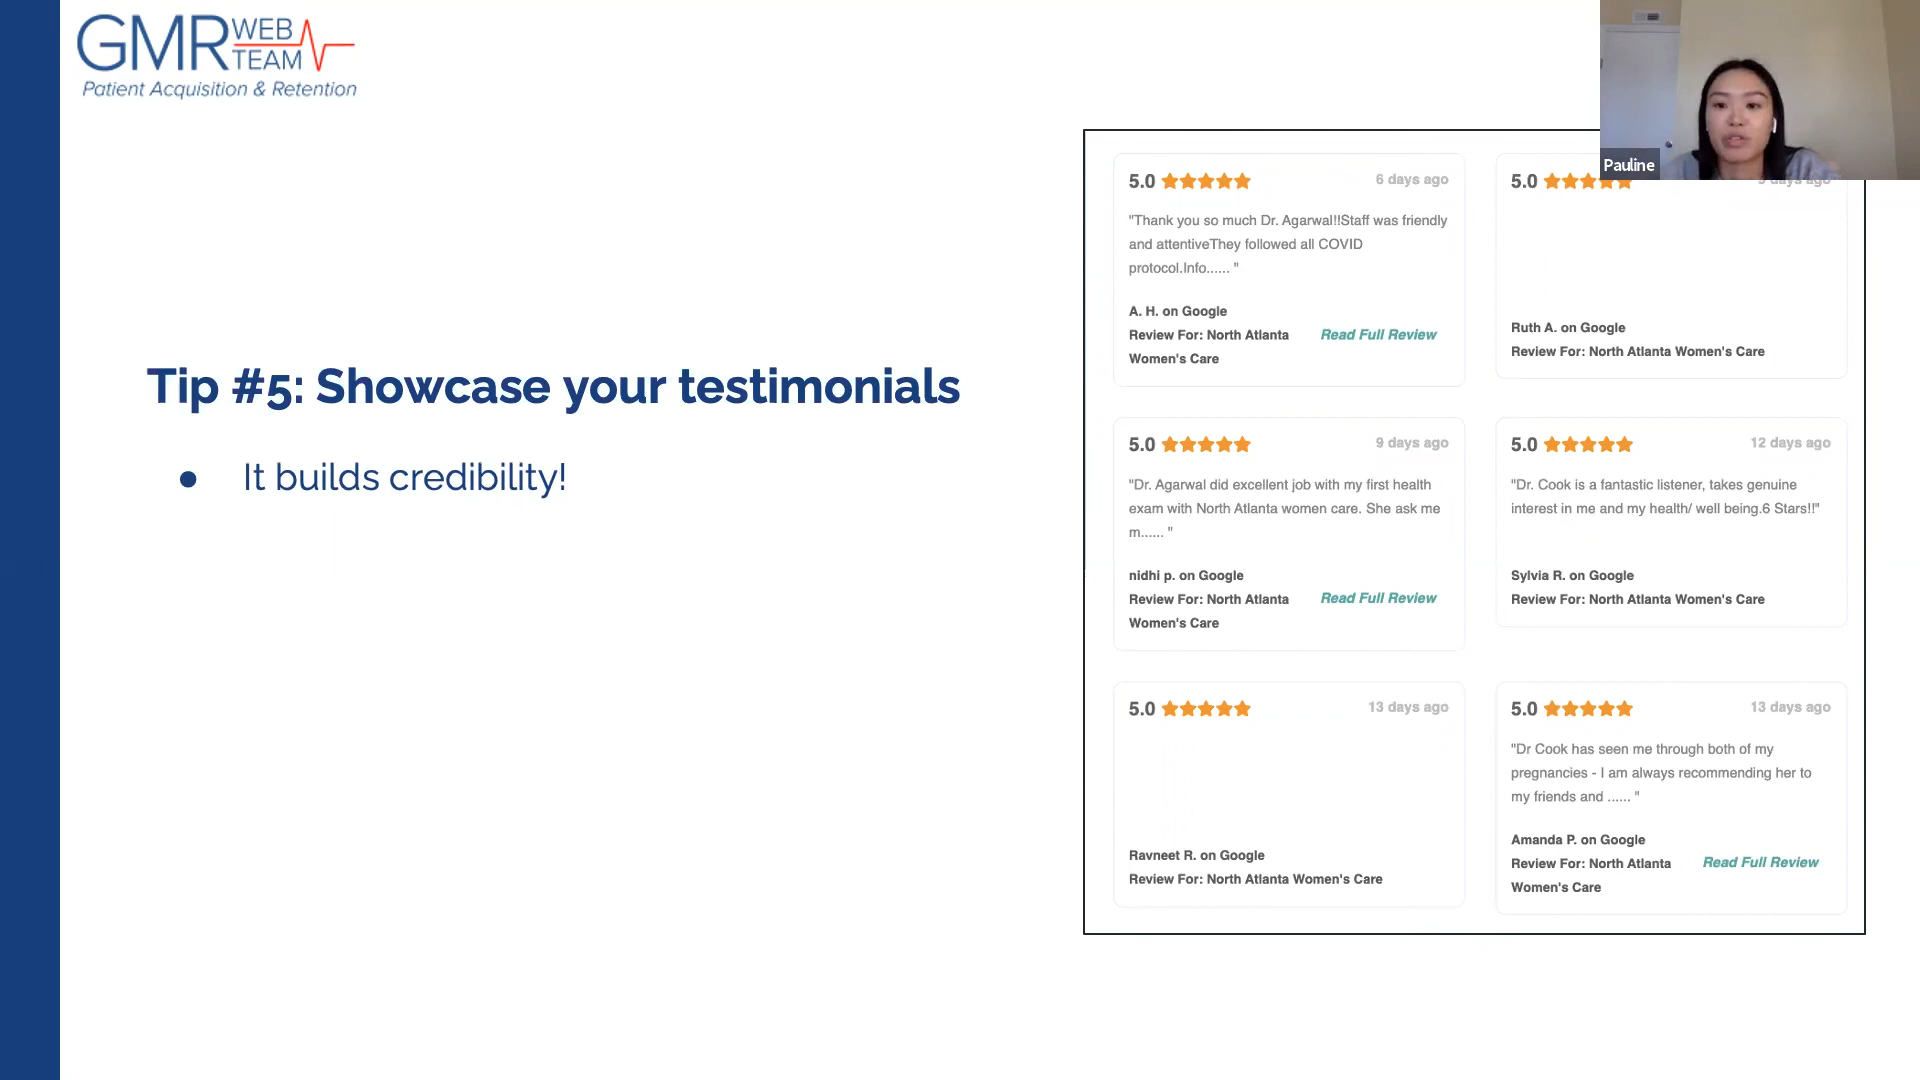 GMR WEB TEAM
Patient Acquisition & Retention
Pauline
Tip #5: Showcase your testimonials
● It builds credibility!
5.0 6 days ago
"Thank you so much Dr. Agarwal!!Staff was friendly
and attentiveThey followed all COVID
protocol.Info...... "
A. H. on Google
Review For: North Atlanta
Women's Care
Read Full Review
5.0 days ago
Ruth A. on Google
Review For: North Atlanta Women's Care
5.0 9 days ago
"Dr. Agarwal did excellent job with my first health
exam with North Atlanta women care. She ask me
m...... "
nidhi p. on Google
Review For: North Atlanta
Women's Care
Read Full Review
5.0 12 days ago
"Dr. Cook is a fantastic listener, takes genuine
interest in me and my health/ well being.6 Stars!!"
Sylvia R. on Google
Review For: North Atlanta Women's Care
5.0 13 days ago
Ravneet R. on Google
Review For: North Atlanta Women's Care
5.0 13 days ago
"Dr Cook has seen me through both of my
pregnancies - I am always recommending her to
my friends and ...... "
Amanda P. on Google
Review For: North Atlanta
Women's Care
Read Full Review